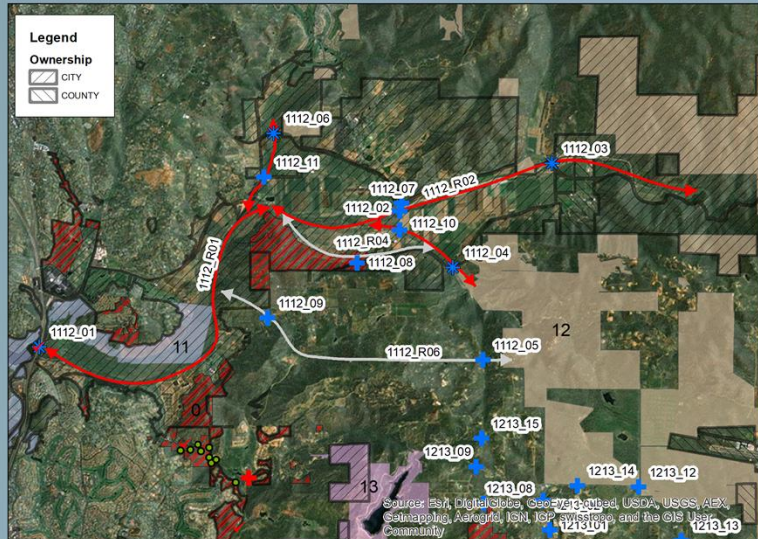 Legend
Ownership
CITY
COUNTY
1112_06
1112_11
1112_03
1112_07
1112_R02
1112_02
1112_10
1112_R04
1112_04
1112_08
1112_R01
1112_09
12
1112_01
11
1112_05
1112_R06
0
1213_15
1213_09
13
1213_14
1213_12
1213_08
Source: Esri, DigitalGlobe, GeoEye, i-cubed, USDA, USGS, AEX,
Getmapping, Aerogrid, IGN, IGP, swisstopo, and the GIS User
Community
1213_01
1213_13